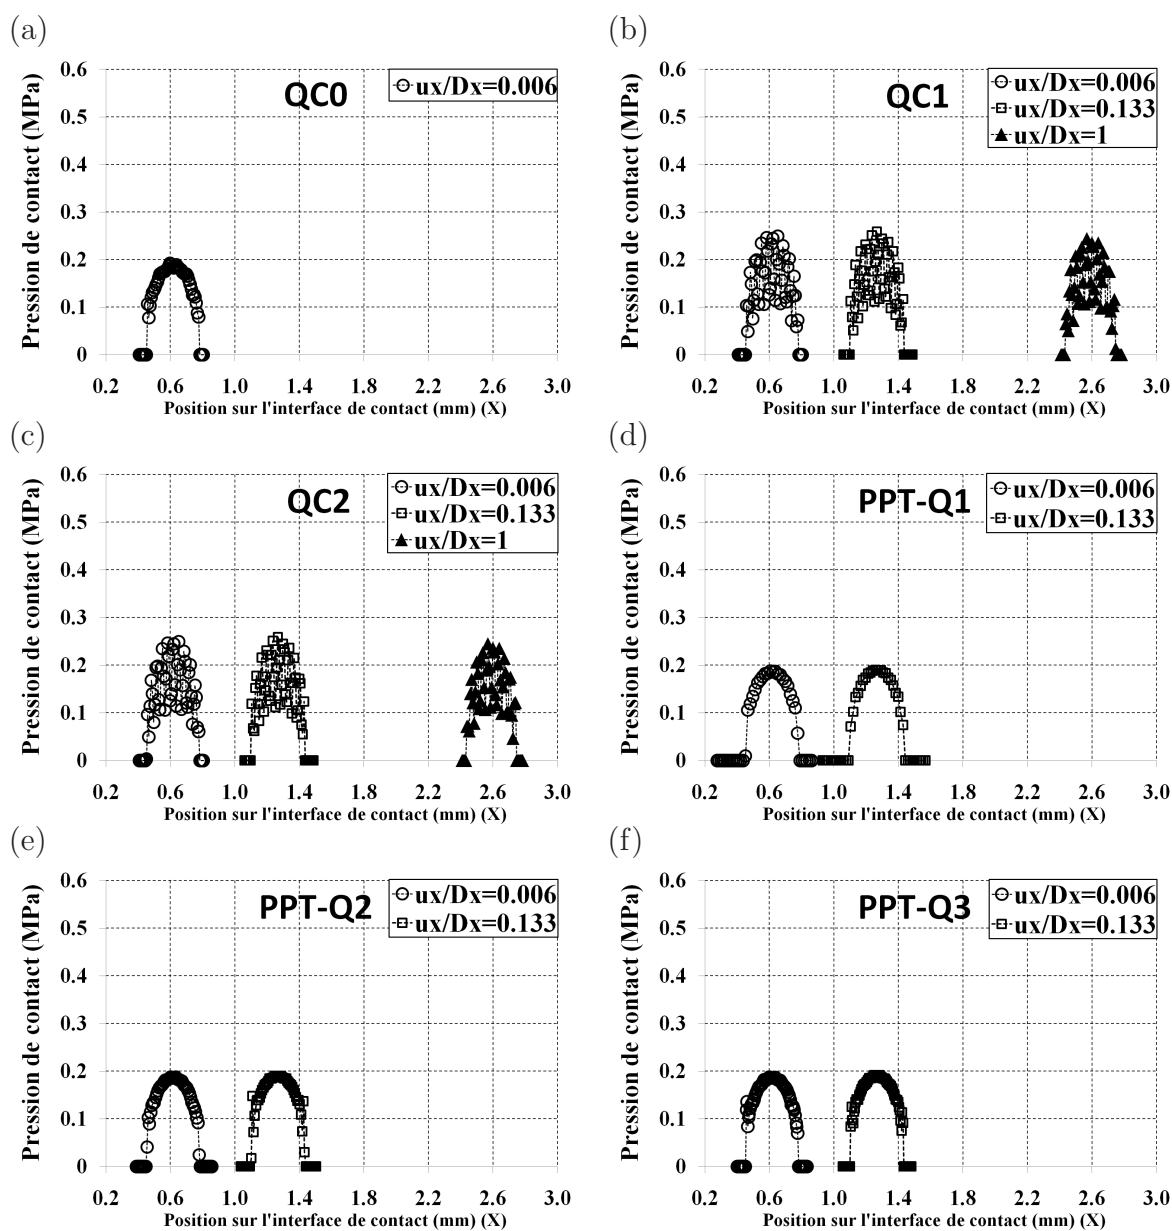 (a)
Pression de contact (MPa)
0.6
0.5
0.4
0.3
0.2
0.1
0
QC0
ux/Dx=0.006
0.2 0.6 1.0 1.4 1.8 2.2 2.6 3.0
Position sur l'interface de contact (mm) (X)
(b)
Pression de contact (MPa)
0.6
0.5
0.4
0.3
0.2
0.1
0
QC1
ux/Dx=0.006
ux/Dx=0.133
ux/Dx=1
0.2 0.6 1.0 1.4 1.8 2.2 2.6 3.0
Position sur l'interface de contact (mm) (X)
(c)
Pression de contact (MPa)
0.6
0.5
0.4
0.3
0.2
0.1
0
QC2
ux/Dx=0.006
ux/Dx=0.133
ux/Dx=1
0.2 0.6 1.0 1.4 1.8 2.2 2.6 3.0
Position sur l'interface de contact (mm) (X)
(d)
Pression de contact (MPa)
0.6
0.5
0.4
0.3
0.2
0.1
0
PPT-Q1
ux/Dx=0.006
ux/Dx=0.133
0.2 0.6 1.0 1.4 1.8 2.2 2.6 3.0
Position sur l'interface de contact (mm) (X)
(e)
Pression de contact (MPa)
0.6
0.5
0.4
0.3
0.2
0.1
0
PPT-Q2
ux/Dx=0.006
ux/Dx=0.133
0.2 0.6 1.0 1.4 1.8 2.2 2.6 3.0
Position sur l'interface de contact (mm) (X)
(f)
Pression de contact (MPa)
0.6
0.5
0.4
0.3
0.2
0.1
0
PPT-Q3
ux/Dx=0.006
ux/Dx=0.133
0.2 0.6 1.0 1.4 1.8 2.2 2.6 3.0
Position sur l'interface de contact (mm) (X)